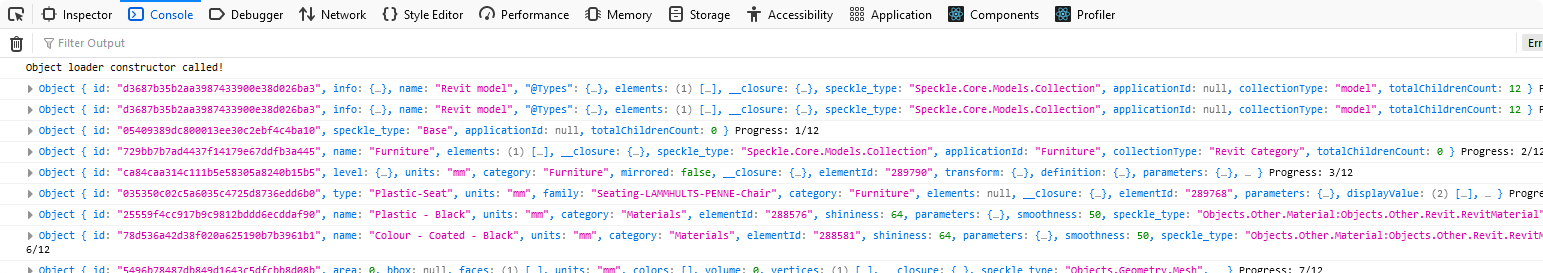 Inspector Console Debugger Network Style Editor Performance Memory Storage Accessibility Application Components Profiler
Filter Output Err
Object loader constructor called!
Object { id: "d3687b35b2aa3987433900e38d026ba3", info: {…}, name: "Revit model", "@Types": {…}, elements: (1) […], __closure: {…}, speckle_type: "Speckle.Core.Models.Collection", applicationId: null, collectionType: "model", totalChildrenCount: 12 } P
Object { id: "d3687b35b2aa3987433900e38d026ba3", info: {…}, name: "Revit model", "@Types": {…}, elements: (1) […], __closure: {…}, speckle_type: "Speckle.Core.Models.Collection", applicationId: null, collectionType: "model", totalChildrenCount: 12 } P
Object { id: "05409389dc800013ee30c2ebf4c4ba10", speckle_type: "Base", applicationId: null, totalChildrenCount: 0 } Progress: 1/12
Object { id: "729bb7b7ad4437f14179e67ddfb3a445", name: "Furniture", elements: (1) […], __closure: {…}, speckle_type: "Speckle.Core.Models.Collection", applicationId: "Furniture", collectionType: "Revit Category", totalChildrenCount: 0 } Progress: 2/12
Object { id: "ca84caa314c111b5e58305a8240b15b5", level: {…}, units: "mm", category: "Furniture", mirrored: false, __closure: {…}, elementId: "289790", transform: {…}, definition: {…}, parameters: {…}, … } Progress: 3/12
Object { id: "035350c02c5a6035c4725d8736edd6b0", type: "Plastic-Seat", units: "mm", family: "Seating-LAMMHULTS-PENNE-Chair", category: "Furniture", elements: null, __closure: {…}, elementId: "289768", parameters: {…}, displayValue: (2) […], … } Progre
Object { id: "25559f4cc917b9c9812bddd6ecddaf90", name: "Plastic - Black", units: "mm", category: "Materials", elementId: "288576", shininess: 64, parameters: {…}, smoothness: 50, speckle_type: "Objects.Other.Material:Objects.Other.Revit.RevitMaterial"
Object { id: "78d536a42d38f020a625190b7b3961b1", name: "Colour - Coated - Black", units: "mm", category: "Materials", elementId: "288581", shininess: 64, parameters: {…}, smoothness: 50, speckle_type: "Objects.Other.Material:Objects.Other.Revit.RevitM
6/12
Object { id: "5496b78487db849d1643c5dfcbb8d08b", area: 0, bbox: null, faces: (1) […], units: "mm", colors: [], volume: 0, vertices: (1) […], __closure: {…}, speckle_type: "Objects.Geometry.Mesh", … } Progress: 7/12